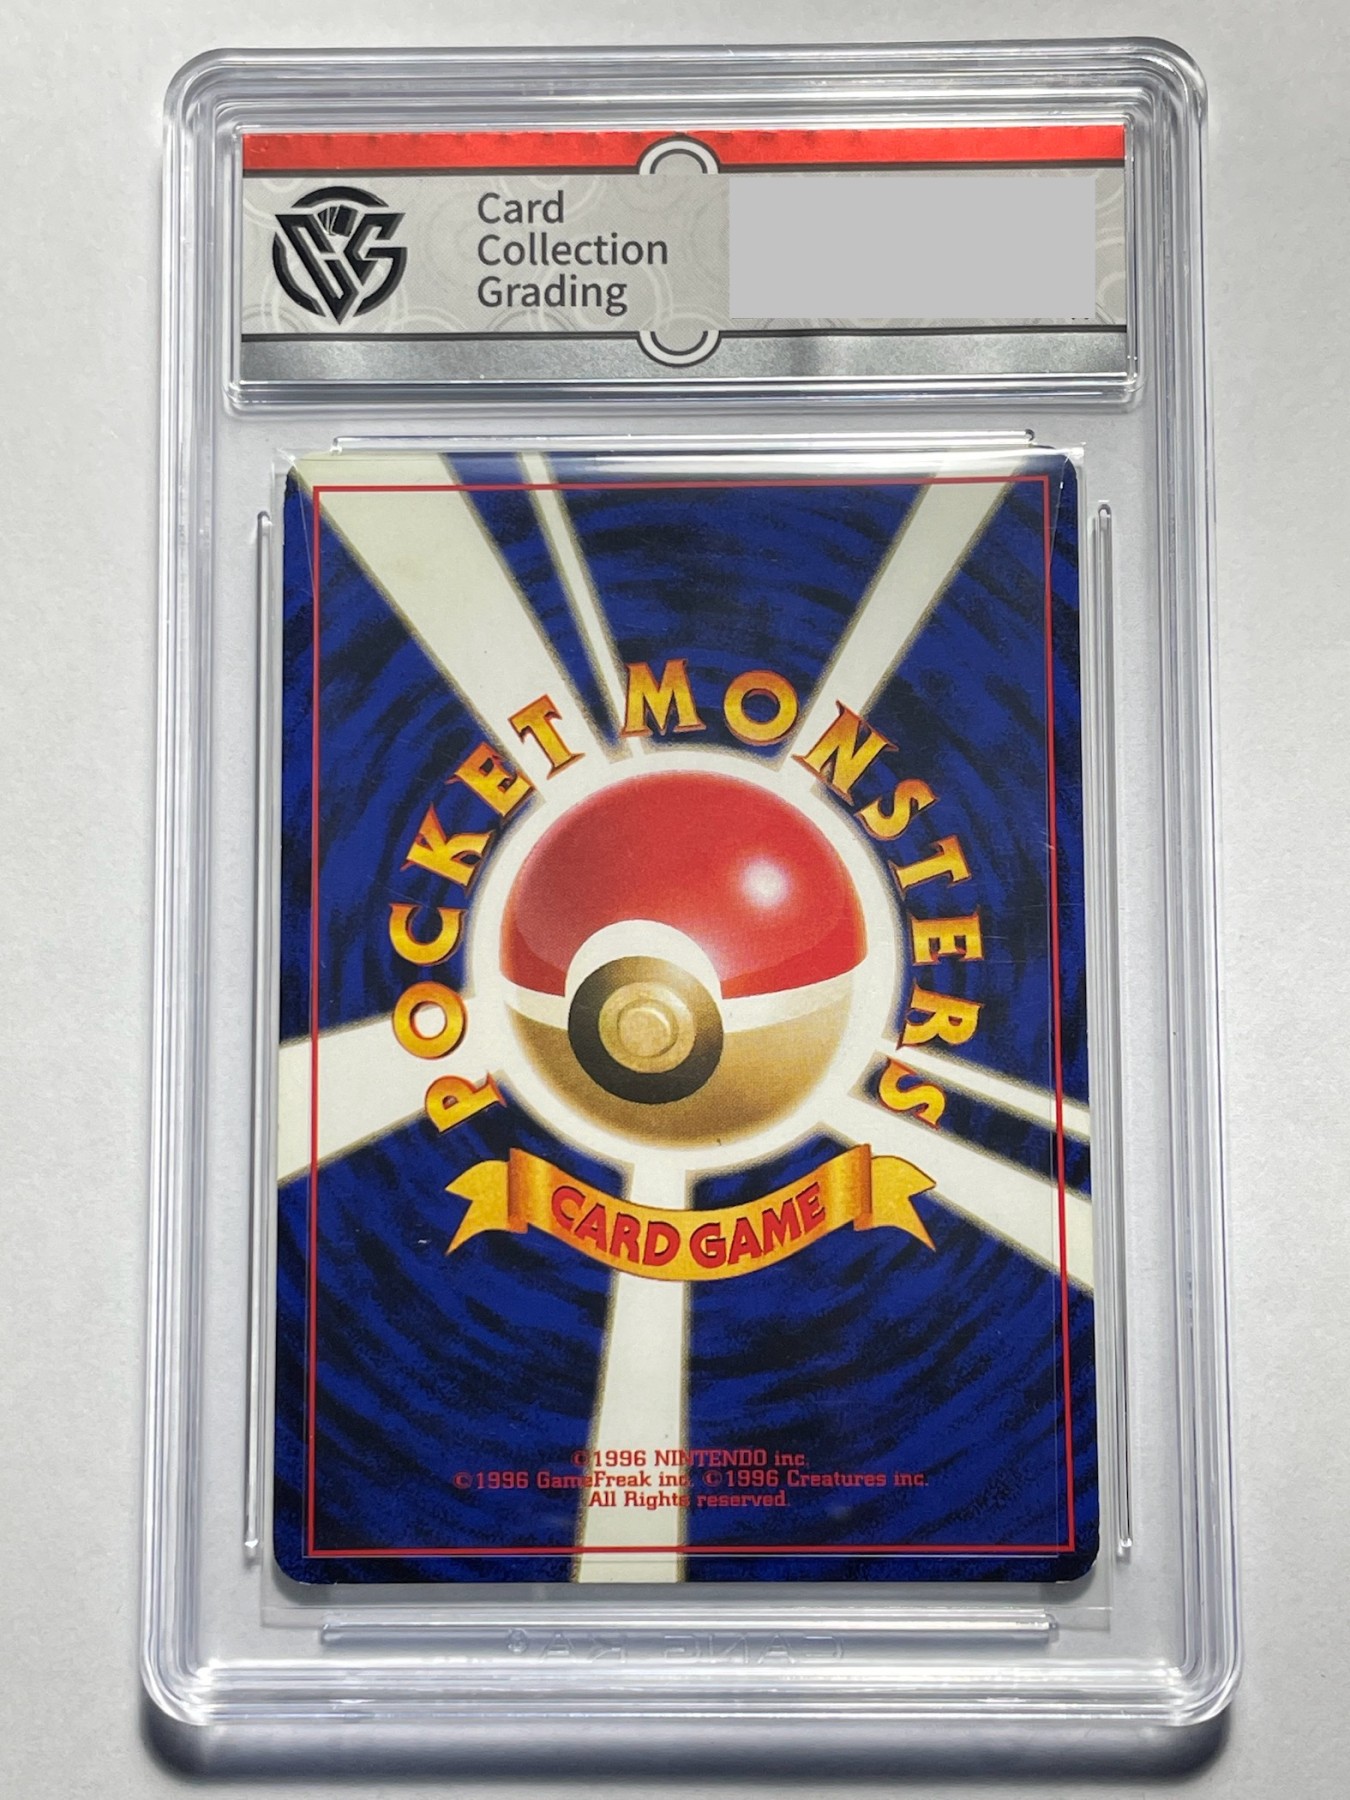 Card
Collection
Grading
POCKET MONSTERS
CARD GAME
©1996 NINTENDO inc.
©1996 GameFreak inc. ©1996 Creatures inc.
All Rights reserved.